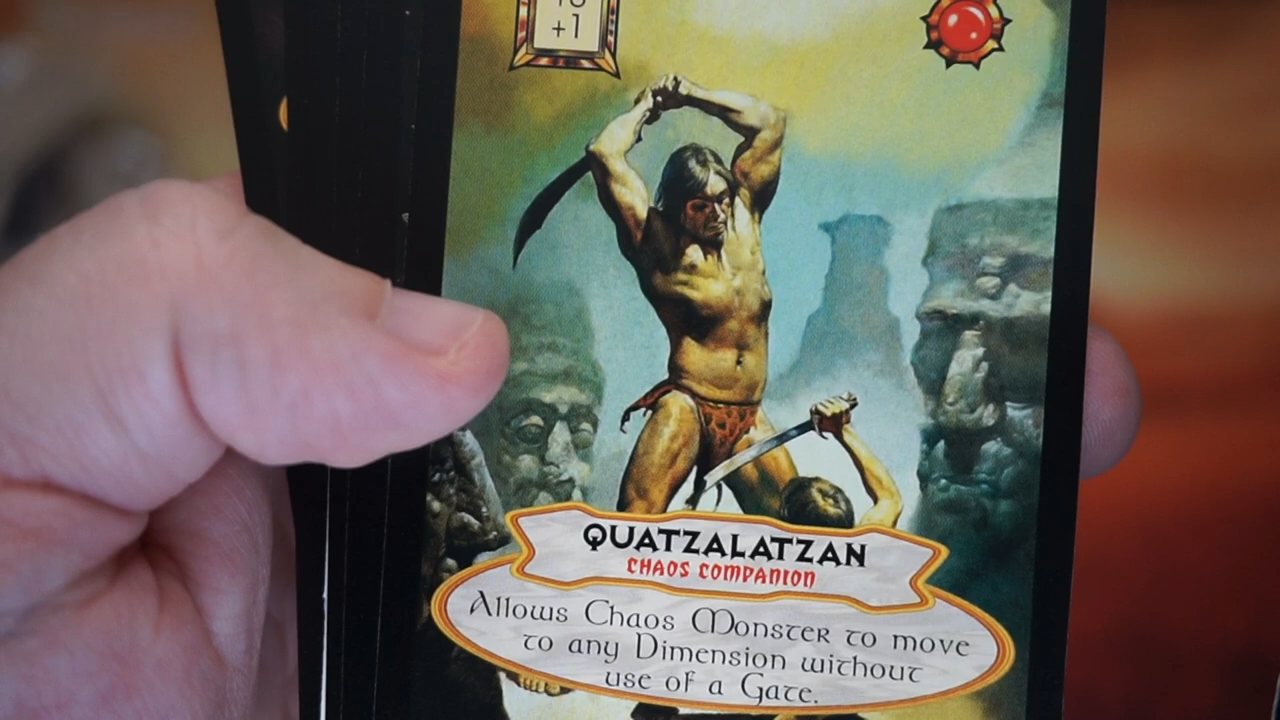 +1
QUATZALATZAN
CHAOS COMPANION
Allows Chaos Monster to move
to any Dimension without
use of a Gate.